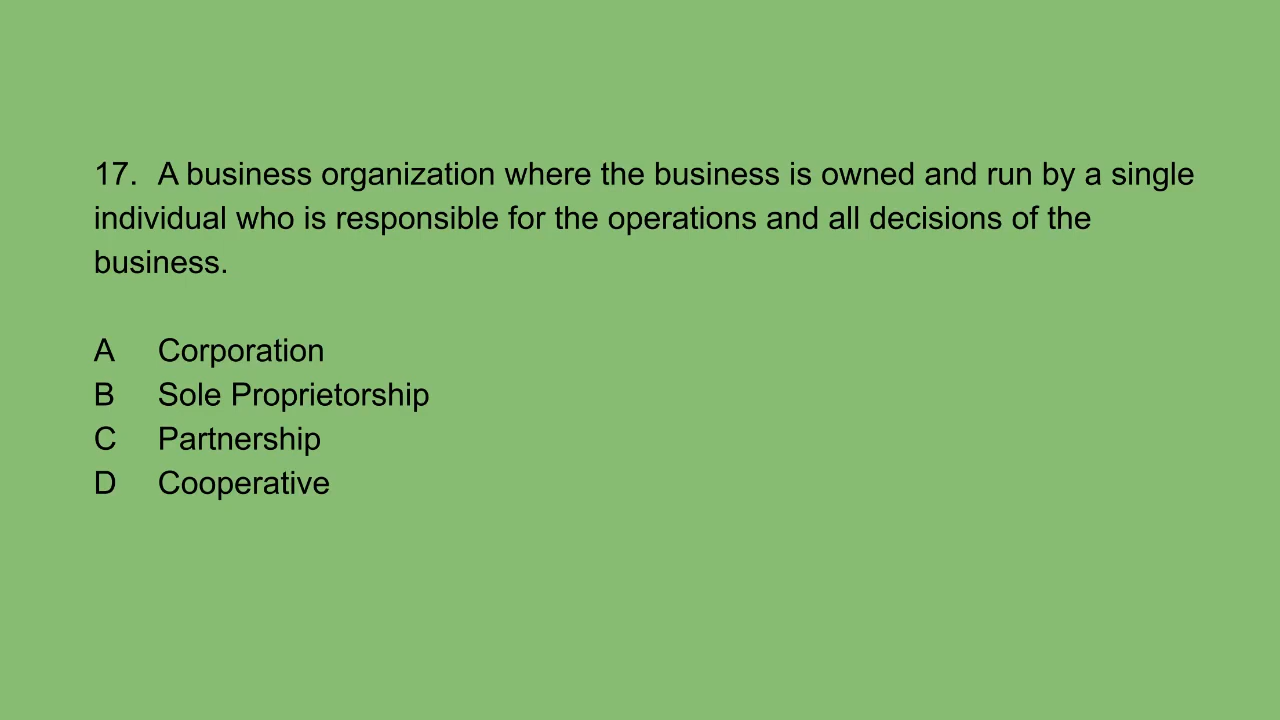 17. A business organization where the business is owned and run by a single
individual who is responsible for the operations and all decisions of the
business.
A Corporation
B Sole Proprietorship
C Partnership
D Cooperative